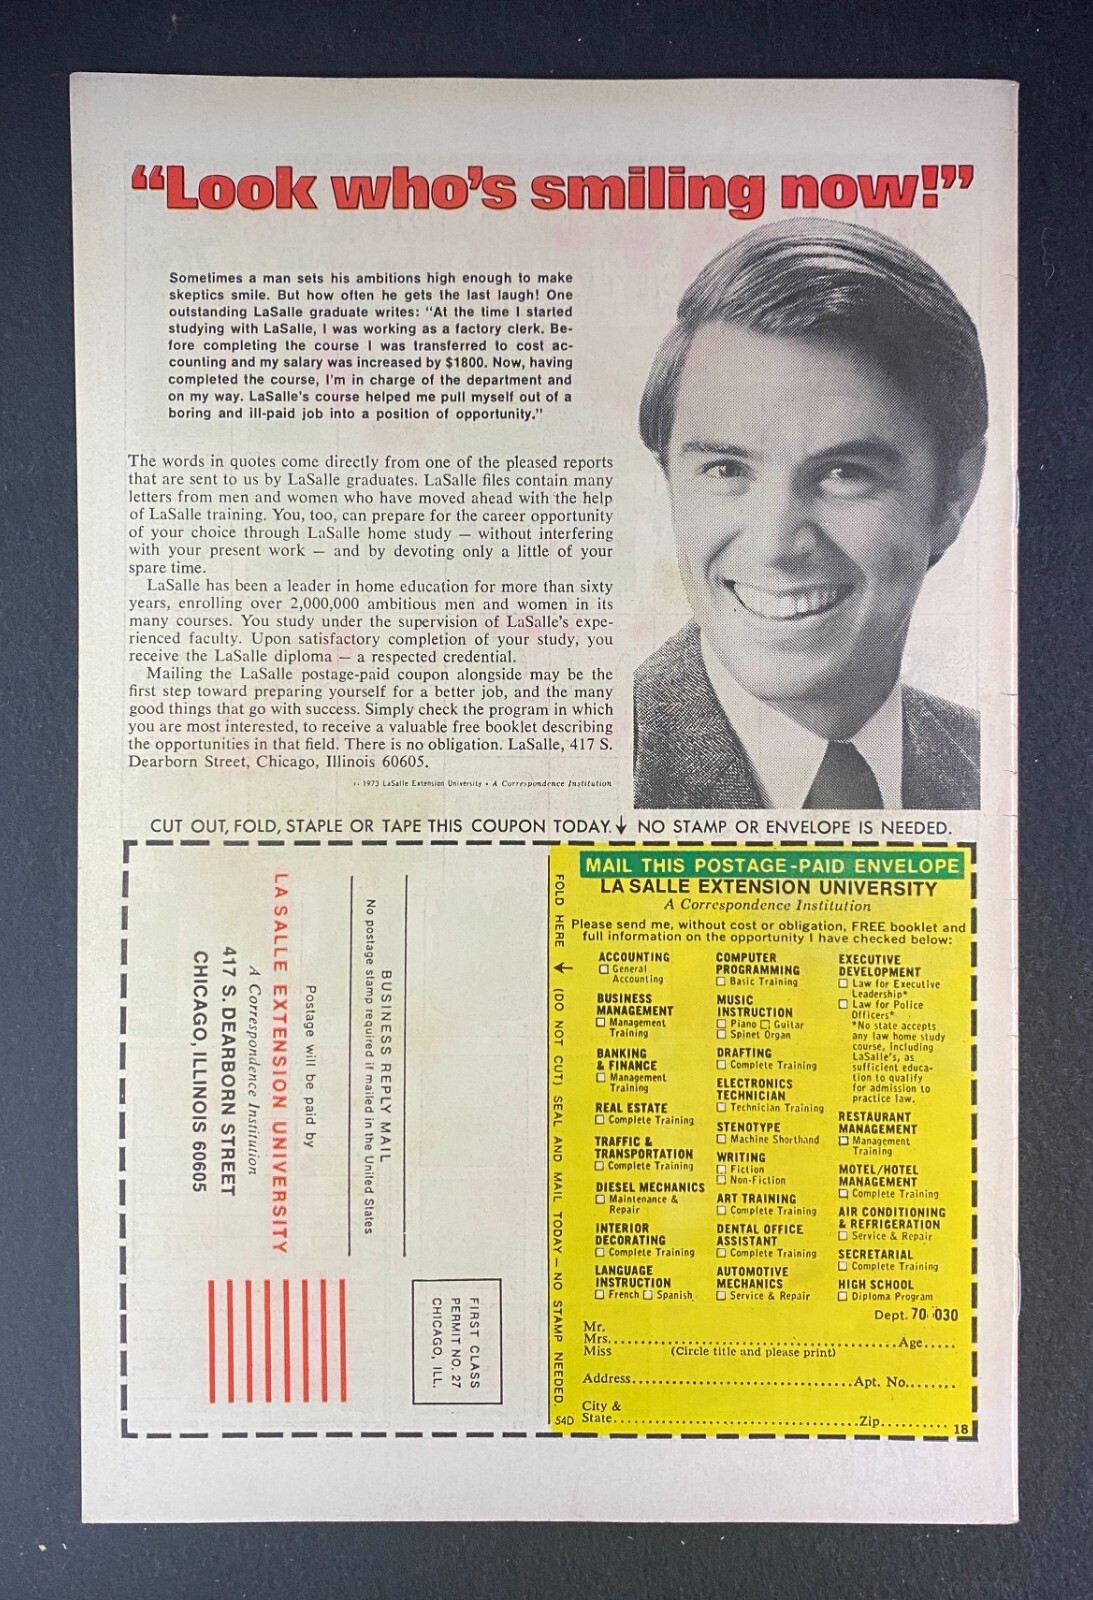 “Look who's smiling now!”
Sometimes a man sets his ambitions high enough to make
skeptics smile. But how often he gets the last laugh! One
outstanding LaSalle graduate writes: "At the time I started
studying with LaSalle, I was working as a factory clerk. Be-
fore completing the course I was transferred to cost ac-
counting and my salary was increased by $1800. Now, having
completed the course, I'm in charge of the department and
on my way. LaSalle's course helped me pull myself out of a
boring and ill-paid job into a position of opportunity."
The words in quotes come directly from one of the pleased reports
that are sent to us by LaSalle graduates. LaSalle files contain many
letters from men and women who have moved ahead with the help
of LaSalle training. You, too, can prepare for the career opportunity
of your choice through LaSalle home study — without interfering
with your present work — and by devoting only a little of your
spare time.
LaSalle has been a leader in home education for more than sixty
years, enrolling over 2,000,000 ambitious men and women in its
many courses. You study under the supervision of LaSalle's expe-
rienced faculty. Upon satisfactory completion of your study, you
receive the LaSalle diploma — a respected credential.
Mailing the LaSalle postage-paid coupon alongside may be the
first step toward preparing yourself for a better job, and the many
good things that go with success. Simply check the program in which
you are most interested, to receive a valuable free booklet describing
the opportunities in that field. There is no obligation. LaSalle, 417 S.
Dearborn Street, Chicago, Illinois 60605.
1973 LaSalle Extension University • A Correspondence Institution
CUT OUT, FOLD, STAPLE OR TAPE THIS COUPON TODAY. ↓ NO STAMP OR ENVELOPE IS NEEDED.
FIRST CLASS
PERMIT NO. 27
CHICAGO, ILL.
BUSINESS REPLY MAIL
No postage stamp required if mailed in the United States
Postage will be paid by
LA SALLE EXTENSION UNIVERSITY
A Correspondence Institution
417 S. DEARBORN STREET
CHICAGO, ILLINOIS 60605
FOLD HERE ↓ (DO NOT CUT) SEAL AND MAIL TODAY — NO STAMP NEEDED.
54D
MAIL THIS POSTAGE-PAID ENVELOPE
LA SALLE EXTENSION UNIVERSITY
A Correspondence Institution
Please send me, without cost or obligation, FREE booklet and
full information on the opportunity I have checked below:
ACCOUNTING
☐ General
Accounting
BUSINESS
MANAGEMENT
☐ Management
Training
BANKING
& FINANCE
☐ Management
Training
REAL ESTATE
☐ Complete Training
TRAFFIC &
TRANSPORTATION
☐ Complete Training
DIESEL MECHANICS
☐ Maintenance &
Repair
INTERIOR
DECORATING
☐ Complete Training
LANGUAGE
INSTRUCTION
☐ French ☐ Spanish
COMPUTER
PROGRAMMING
☐ Basic Training
MUSIC
INSTRUCTION
☐ Piano ☐ Guitar
☐ Spinet Organ
DRAFTING
☐ Complete Training
ELECTRONICS
TECHNICIAN
☐ Technician Training
STENOTYPE
☐ Machine Shorthand
WRITING
☐ Fiction
☐ Non-Fiction
ART TRAINING
☐ Complete Training
DENTAL OFFICE
ASSISTANT
☐ Complete Training
AUTOMOTIVE
MECHANICS
☐ Service & Repair
EXECUTIVE
DEVELOPMENT
☐ Law for Executive
Leadership*
☐ Law for Police
Officers*
*No state accepts
any law home study
course, including
LaSalle's, as
sufficient educa-
tion to qualify
for admission to
practice law.
RESTAURANT
MANAGEMENT
☐ Management
Training
MOTEL/HOTEL
MANAGEMENT
☐ Complete Training
AIR CONDITIONING
& REFRIGERATION
☐ Service & Repair
SECRETARIAL
☐ Complete Training
HIGH SCHOOL
☐ Diploma Program
Dept. 70-030
Mr.
Mrs. Age
Miss (Circle title and please print)
Address Apt. No.
City &
State Zip
18